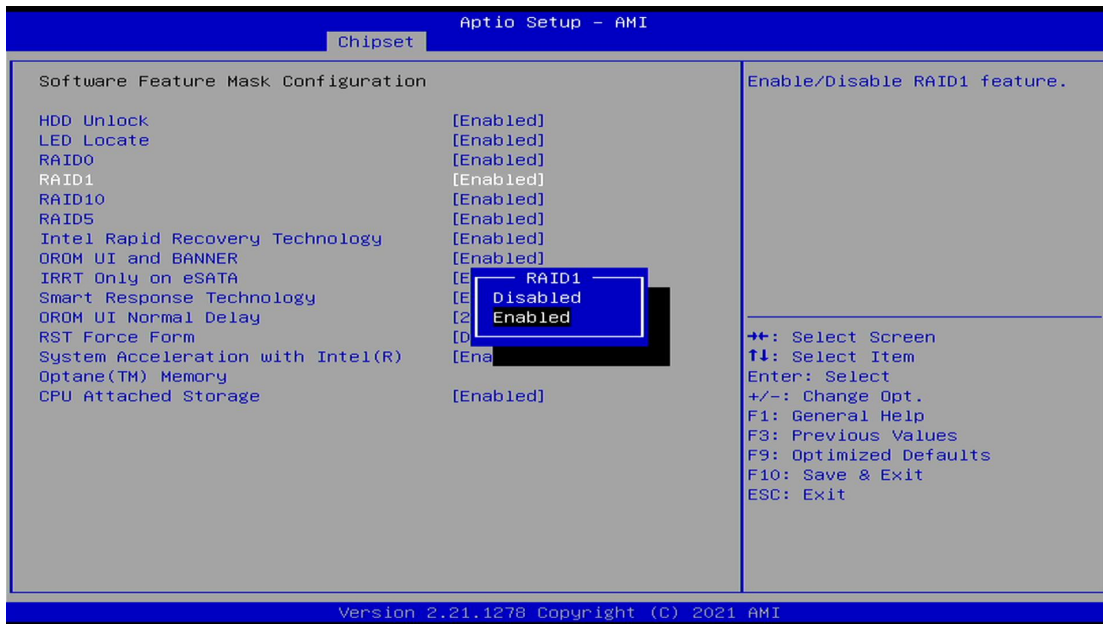 Aptio Setup – AMI
Chipset
Software Feature Mask Configuration
HDD Unlock [Enabled]
LED Locate [Enabled]
RAID0 [Enabled]
RAID1 [Enabled]
RAID10 [Enabled]
RAID5 [Enabled]
Intel Rapid Recovery Technology [Enabled]
OROM UI and BANNER [Enabled]
IRRT Only on eSATA [E
Smart Response Technology [E
OROM UI Normal Delay [2
RST Force Form [D
System Acceleration with Intel(R) [Ena
Optane(TM) Memory
CPU Attached Storage [Enabled]
RAID1
Disabled
Enabled
Enable/Disable RAID1 feature.
→←: Select Screen
↑↓: Select Item
Enter: Select
+/-: Change Opt.
F1: General Help
F3: Previous Values
F9: Optimized Defaults
F10: Save & Exit
ESC: Exit
Version 2.21.1278 Copyright (C) 2021 AMI